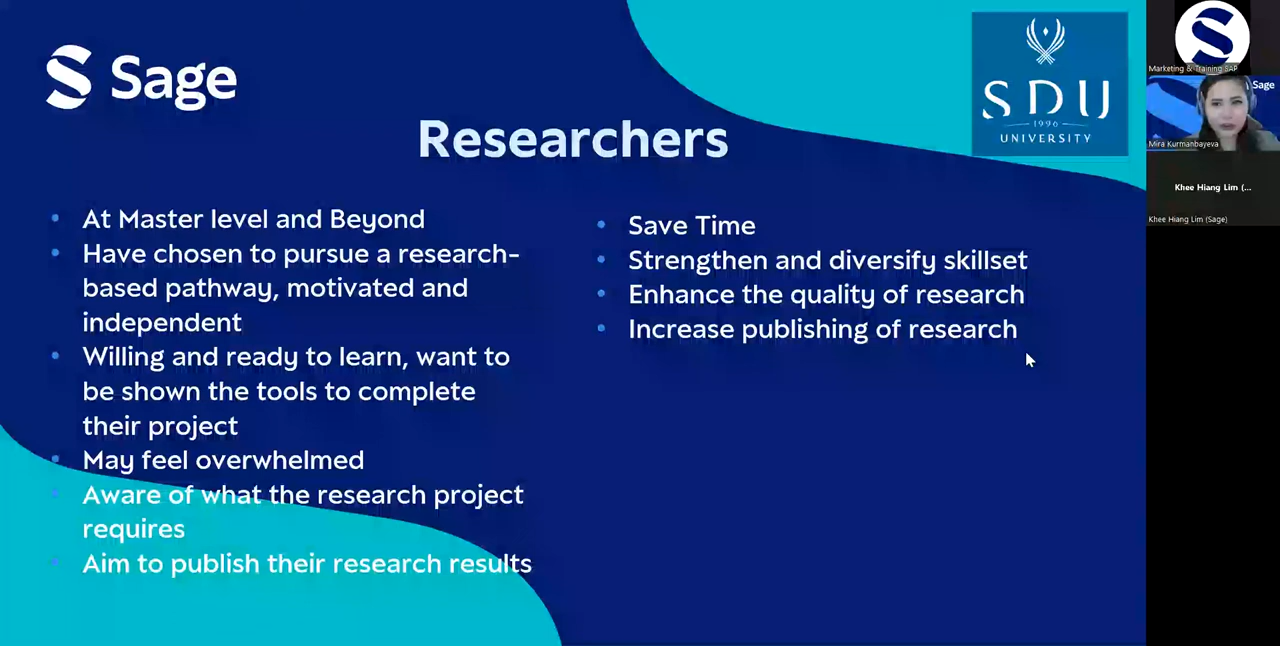 Sage
SDU
1996
UNIVERSITY
Researchers
• At Master level and Beyond
• Have chosen to pursue a research-
based pathway, motivated and
independent
• Willing and ready to learn, want to
be shown the tools to complete
their project
• May feel overwhelmed
• Aware of what the research project
requires
• Aim to publish their research results
• Save Time
• Strengthen and diversify skillset
• Enhance the quality of research
• Increase publishing of research
Marketing & Training SAP
Sage
Mira Kurmanbayeva
Khee Hiang Lim (...
Khee Hiang Lim (Sage)